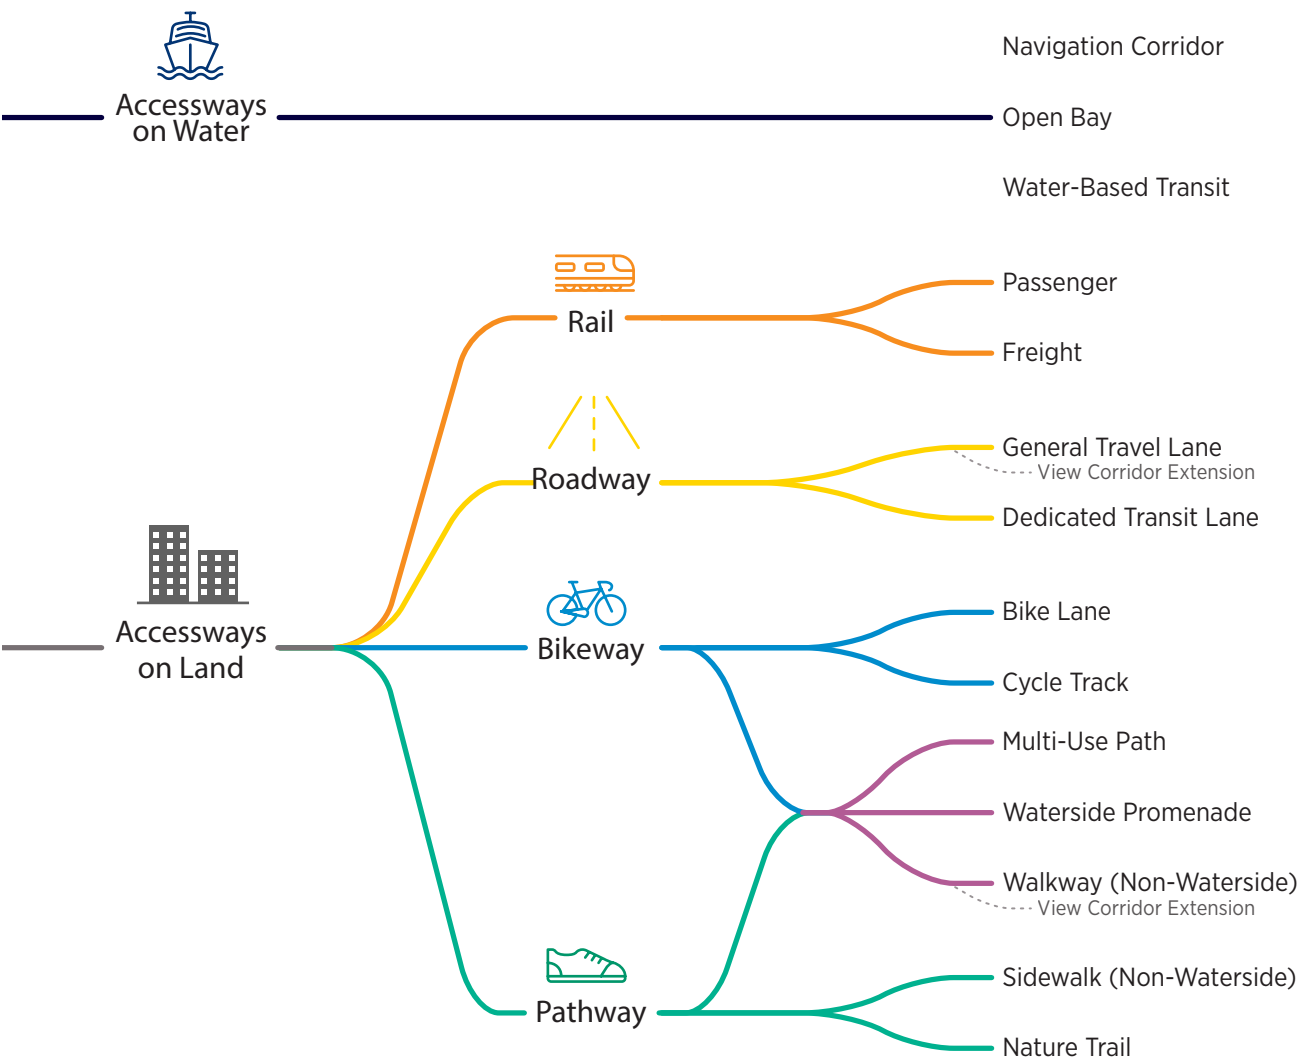 Navigation Corridor
Accessways
on Water
Open Bay
Water-Based Transit
Rail
Passenger
Freight
Roadway
General Travel Lane
View Corridor Extension
Dedicated Transit Lane
Accessways
on Land
Bikeway
Bike Lane
Cycle Track
Multi-Use Path
Waterside Promenade
Walkway (Non-Waterside)
View Corridor Extension
Pathway
Sidewalk (Non-Waterside)
Nature Trail